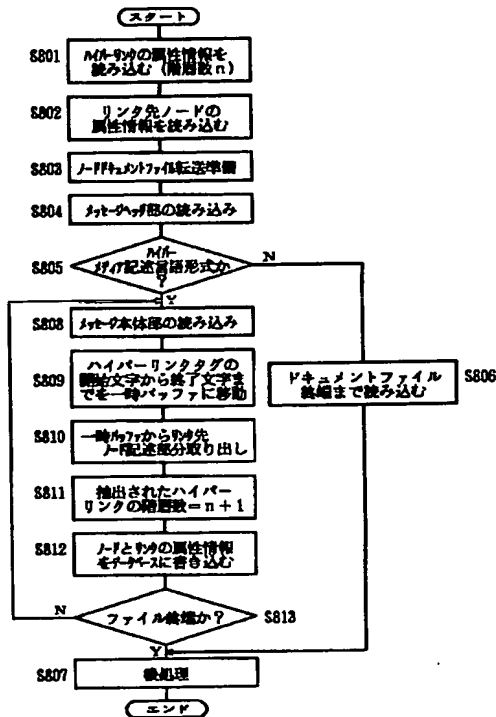 スタート
S801
ハイパーリンクの属性情報を
読み込む（階層数n）
S802
リンク先ノードの
属性情報を読み込む
S803
ノードドキュメントファイル転送準備
S804
メッセージヘッダ部の読み込み
S805
ハイパー
メディア記述言語形式か
?
N
Y
S808
メッセージ本体部の読み込み
S809
ハイパーリンクタグの
開始文字から終了文字ま
でを一時バッファに移動
ドキュメントファイル
終端まで読み込む
S806
S810
一時バッファからリンク先
ノード記述部分取り出し
S811
抽出されたハイパー
リンクの階層数＝n＋1
S812
ノードとリンクの属性情報
をデータベースに書き込む
N
ファイル終端か？
S813
Y
S807
後処理
エンド